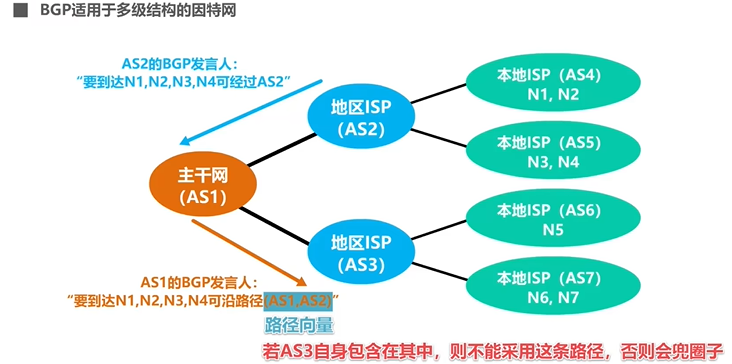 BGP适用于多级结构的因特网
AS2的BGP发言人：
“要到达N1,N2,N3,N4可经过AS2”
地区ISP
（AS2）
本地ISP（AS4）
N1, N2
本地ISP（AS5）
N3, N4
主干网
（AS1）
地区ISP
（AS3）
本地ISP（AS6）
N5
本地ISP（AS7）
N6, N7
AS1的BGP发言人：
“要到达N1,N2,N3,N4可沿路径(AS1,AS2)”
路径向量
若AS3自身包含在其中，则不能采用这条路径，否则会兜圈子